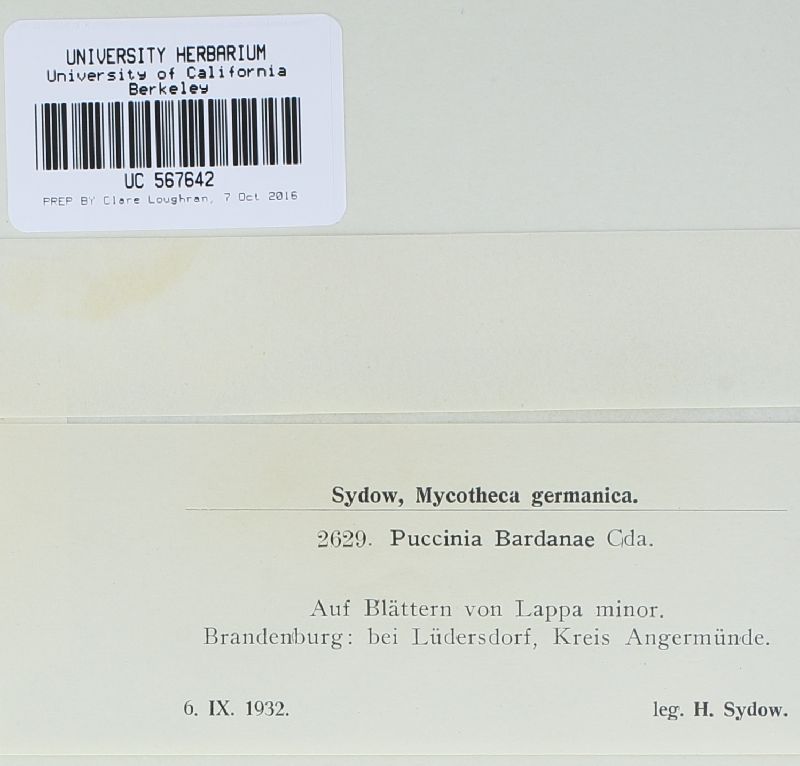 UNIVERSITY HERBARIUM
University of California
Berkeley
UC 567642
PREP BY Clare Loughran, 7 Oct 2016
Sydow, Mycotheca germanica.
2629. Puccinia Bardanae Cda.
Auf Blättern von Lappa minor.
Brandenburg: bei Lüdersdorf, Kreis Angermünde.
6. IX. 1932. leg. H. Sydow.